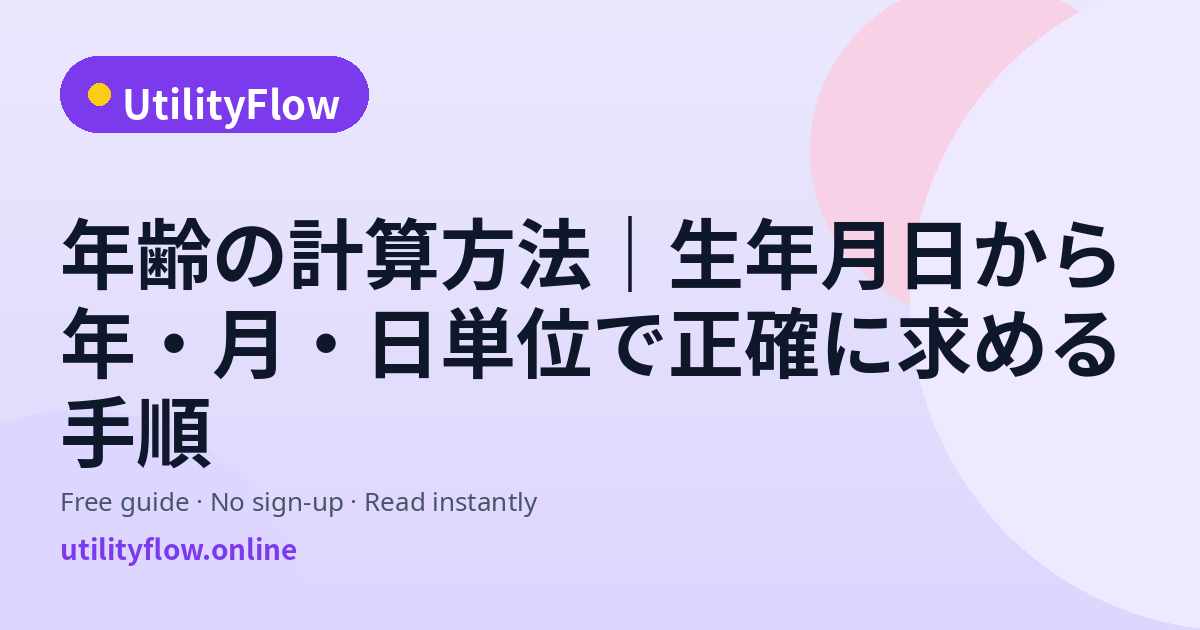 UtilityFlow
年齢の計算方法｜生年月日から
年・月・日単位で正確に求める
手順
Free guide · No sign-up · Read instantly
utilityflow.online